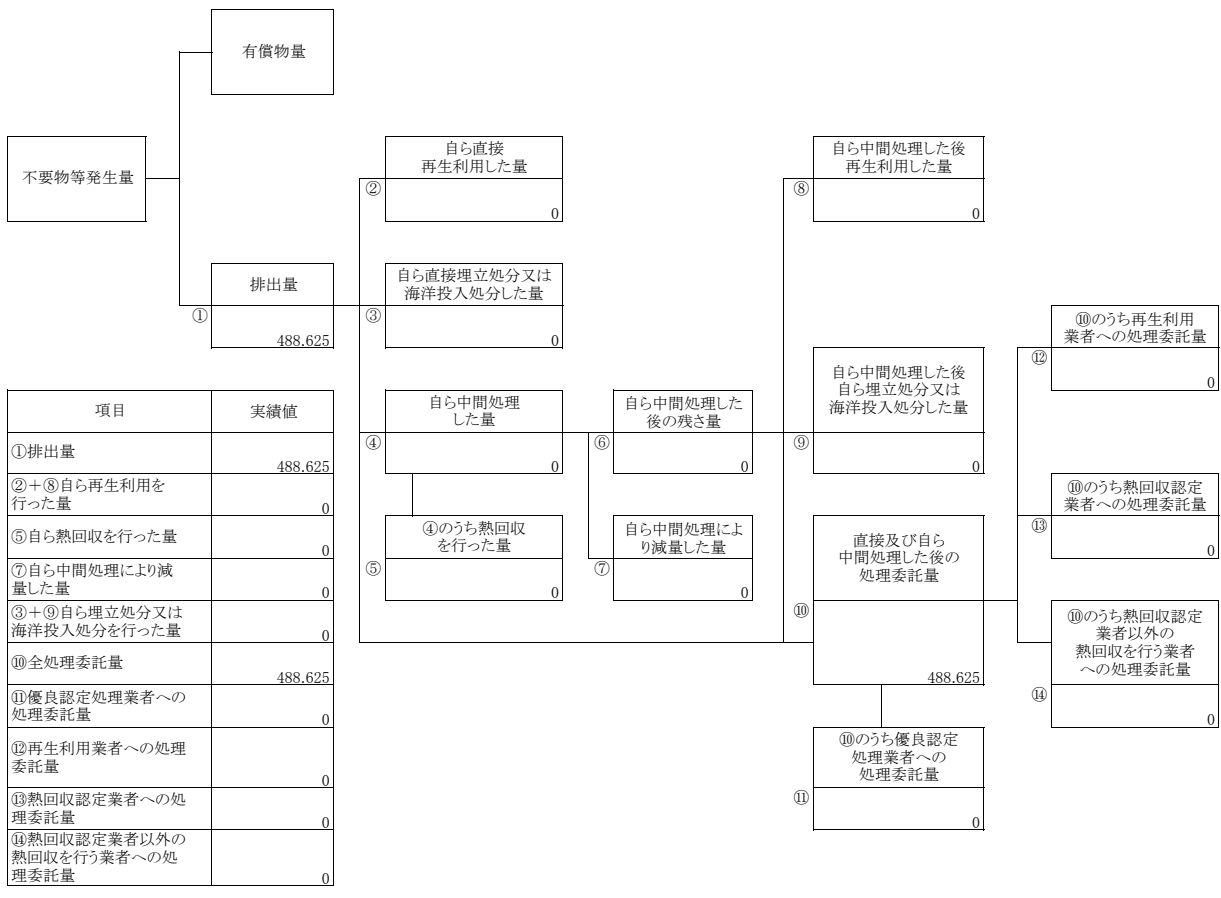 有償物量
不要物等発生量
自ら直接
再生利用した量
②
0
自ら中間処理した後
再生利用した量
⑧
0
排出量
①
488.625
自ら直接埋立処分又は
海洋投入処分した量
③
0
⑩のうち再生利用
業者への処理委託量
⑫
0
自ら中間処理
した量
④
0
自ら中間処理した
後の残さ量
⑥
0
自ら中間処理した後
自ら埋立処分又は
海洋投入処分した量
⑨
0
⑩のうち熱回収認定
業者への処理委託量
⑬
0
④のうち熱回収
を行った量
⑤
0
自ら中間処理によ
り減量した量
⑦
0
直接及び自ら
中間処理した後の
処理委託量
⑩
488.625
⑩のうち熱回収認定
業者以外の
熱回収を行う業者
への処理委託量
⑭
0
⑩のうち優良認定
処理業者への
処理委託量
⑪
0
項目
実績値
①排出量
488.625
②＋⑧自ら再生利用を
行った量
0
⑤自ら熱回収を行った量
0
⑦自ら中間処理により減
量した量
0
③＋⑨自ら埋立処分又は
海洋投入処分を行った量
0
⑩全処理委託量
488.625
⑪優良認定処理業者への
処理委託量
0
⑫再生利用業者への処理
委託量
0
⑬熱回収認定業者への処
理委託量
0
⑭熱回収認定業者以外の
熱回収を行う業者への処
理委託量
0